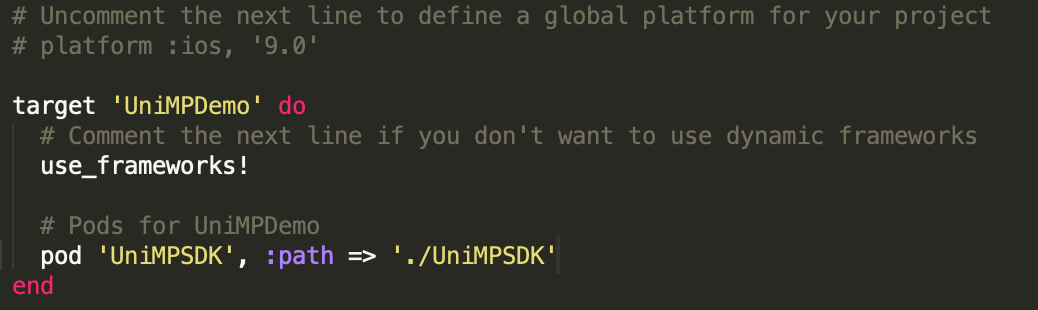 # Uncomment the next line to define a global platform for your project
# platform :ios, '9.0'
target 'UniMPDemo' do
# Comment the next line if you don't want to use dynamic frameworks
use_frameworks!
# Pods for UniMPDemo
pod 'UniMPSDK', :path => './UniMPSDK'
end